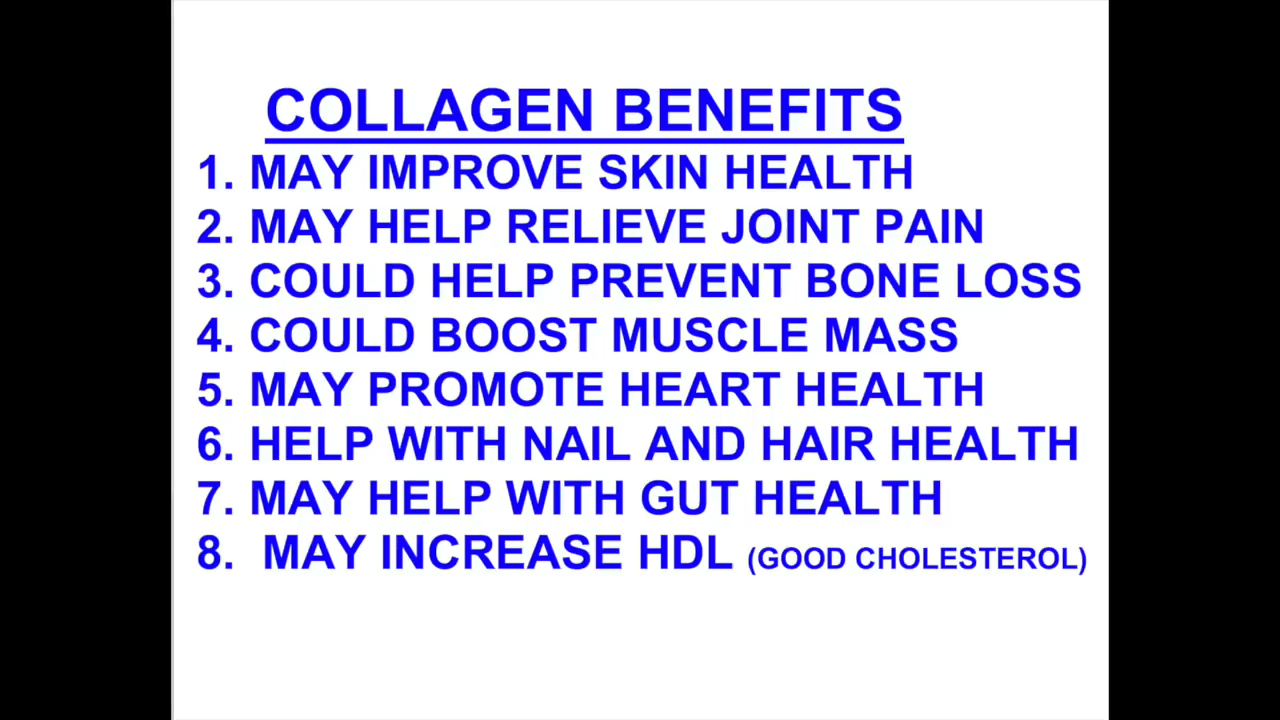 COLLAGEN BENEFITS
1. MAY IMPROVE SKIN HEALTH
2. MAY HELP RELIEVE JOINT PAIN
3. COULD HELP PREVENT BONE LOSS
4. COULD BOOST MUSCLE MASS
5. MAY PROMOTE HEART HEALTH
6. HELP WITH NAIL AND HAIR HEALTH
7. MAY HELP WITH GUT HEALTH
8. MAY INCREASE HDL (GOOD CHOLESTEROL)